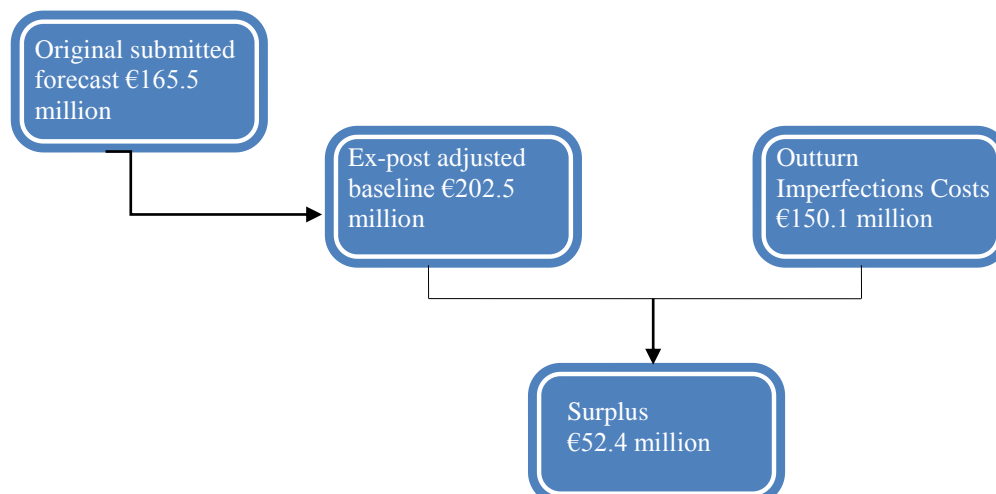 Original submitted
forecast €165.5
million
Ex-post adjusted
baseline €202.5
million
Outturn
Imperfections Costs
€150.1 million
Surplus
€52.4 million